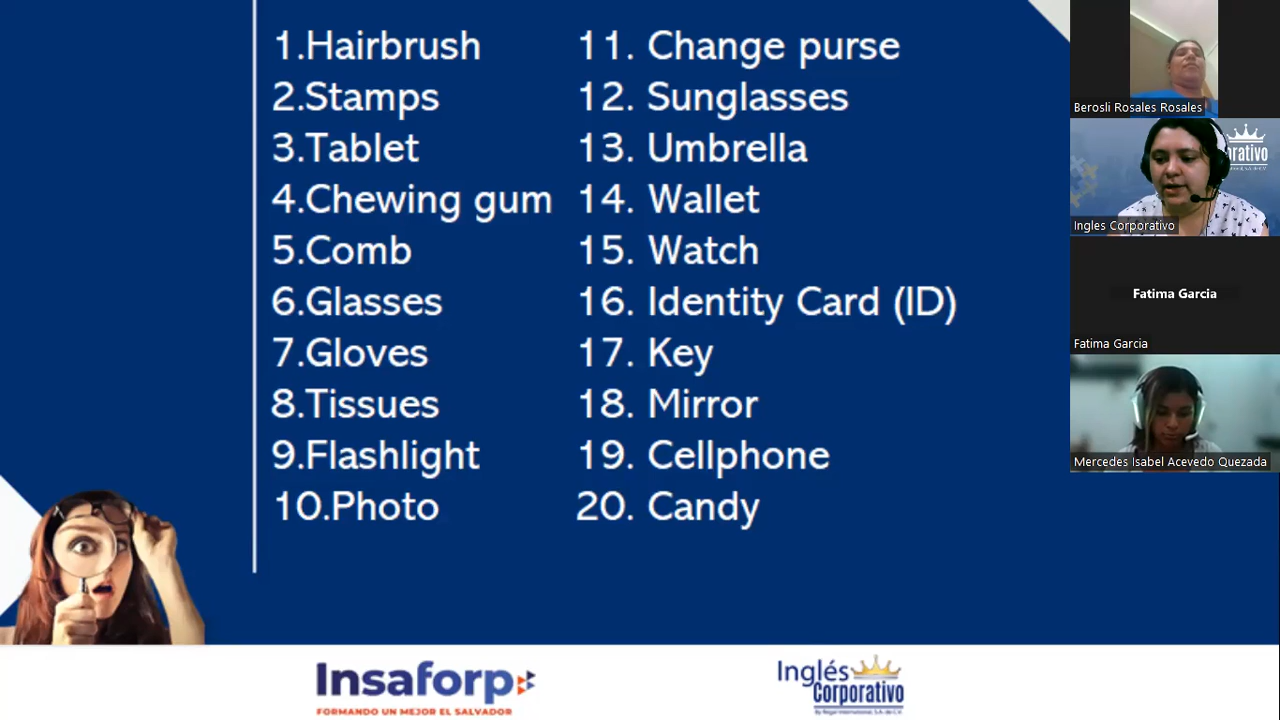 1.Hairbrush
2.Stamps
3.Tablet
4.Chewing gum
5.Comb
6.Glasses
7.Gloves
8.Tissues
9.Flashlight
10.Photo
11. Change purse
12. Sunglasses
13. Umbrella
14. Wallet
15. Watch
16. Identity Card (ID)
17. Key
18. Mirror
19. Cellphone
20. Candy
Insaforp
FORMANDO UN MEJOR EL SALVADOR
Inglés
Corporativo
Berosli Rosales Rosales
Ingles Corporativo
Fatima Garcia
Fatima Garcia
Mercedes Isabel Acevedo Quezada